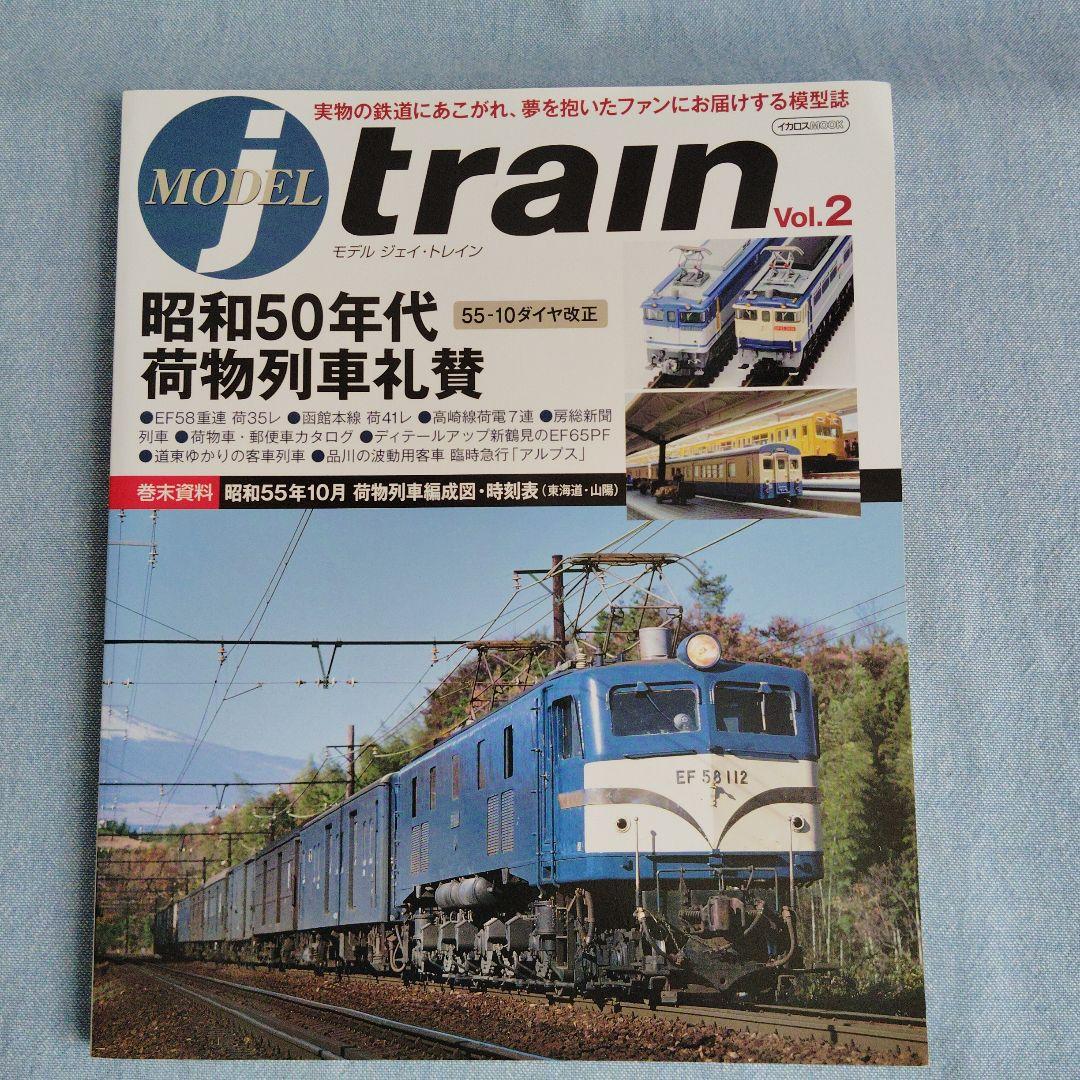 実物の鉄道にあこがれ、夢を抱いたファンにお届けする模型誌
イカロスMOOK
j train
MODEL
Vol.2
モデル ジェイ・トレイン
昭和50年代
55-10ダイヤ改正
荷物列車礼賛
●EF58重連 荷35レ ●函館本線 荷41レ ●高崎線荷電7連 ●房総新聞
列車 ●荷物車・郵便車カタログ ●ディテールアップ新鶴見のEF65PF
●道東ゆかりの客車列車 ●品川の波動用客車 臨時急行「アルプス」
巻末資料 昭和55年10月 荷物列車編成図・時刻表(東海道・山陽)
EF 58 112